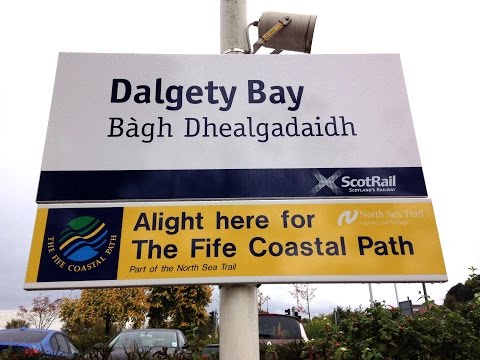 Dalgety Bay
Bàgh Dhealgadaidh
ScotRail
SCOTLAND'S RAILWAY
THE FIFE COASTAL PATH
Alight here for
The Fife Coastal Path
Part of the North Sea Trail
North Sea Trail